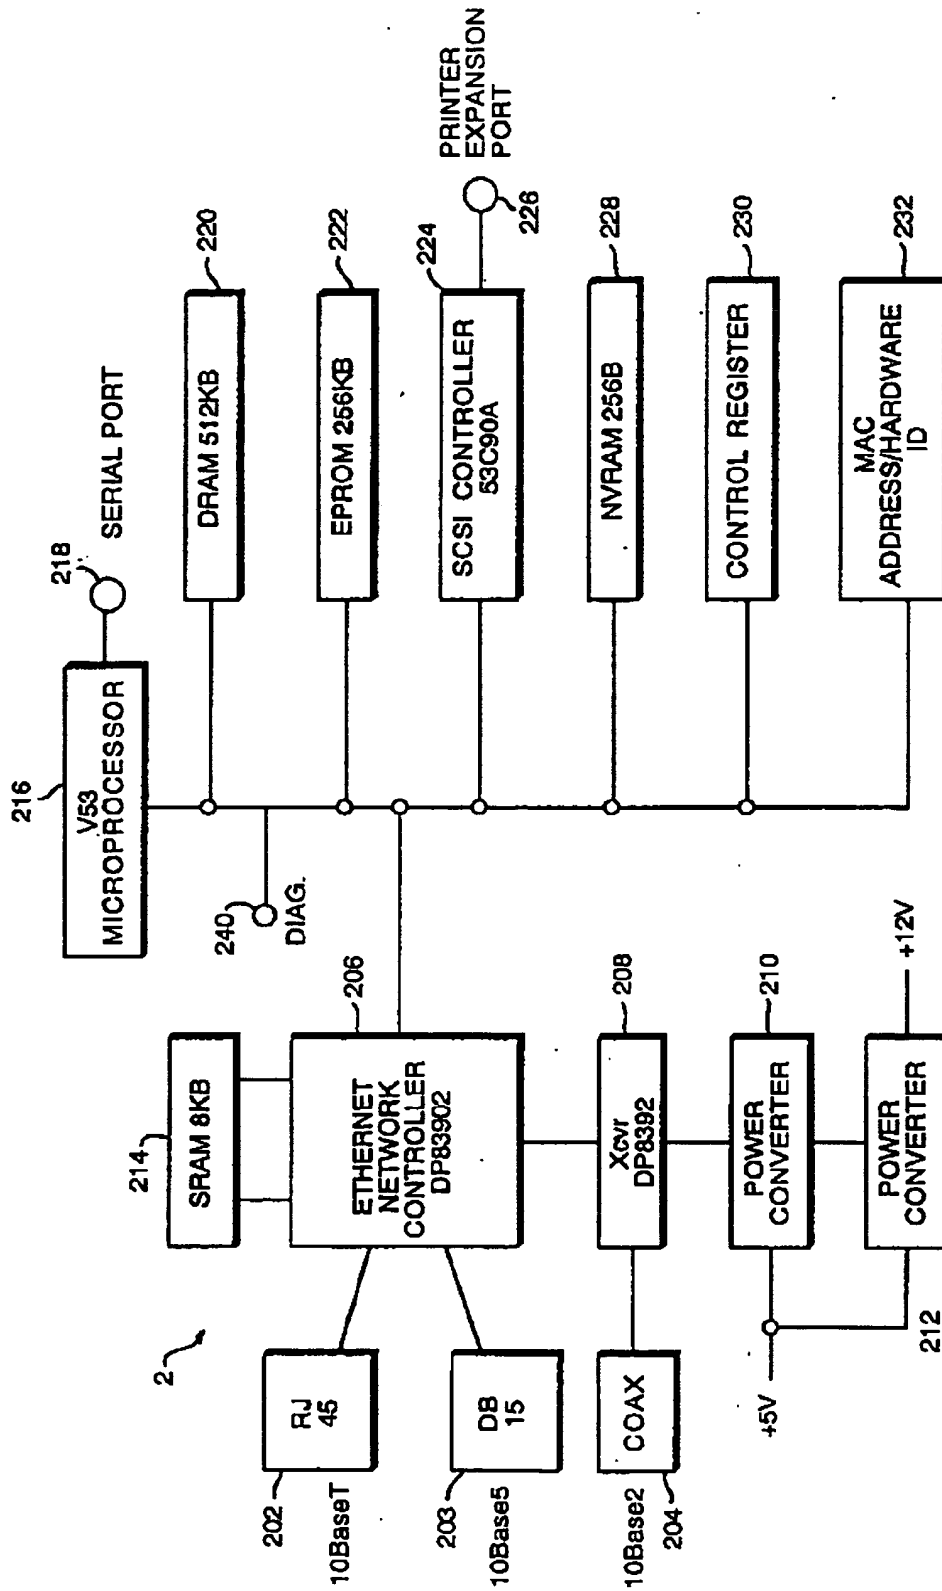 2
202
RJ
45
10BaseT
203
DB
15
10Base5
204
COAX
10Base2
214
SRAM 8KB
206
ETHERNET
NETWORK
CONTROLLER
DP83902
208
Xcvr
DP8392
210
POWER
CONVERTER
+5V
212
POWER
CONVERTER
+12V
216
V53
MICROPROCESSOR
218
SERIAL PORT
240
DIAG.
220
DRAM 512KB
222
EPROM 256KB
224
SCSI CONTROLLER
53C90A
226
PRINTER
EXPANSION
PORT
228
NVRAM 256B
230
CONTROL REGISTER
232
MAC
ADDRESS/HARDWARE
ID